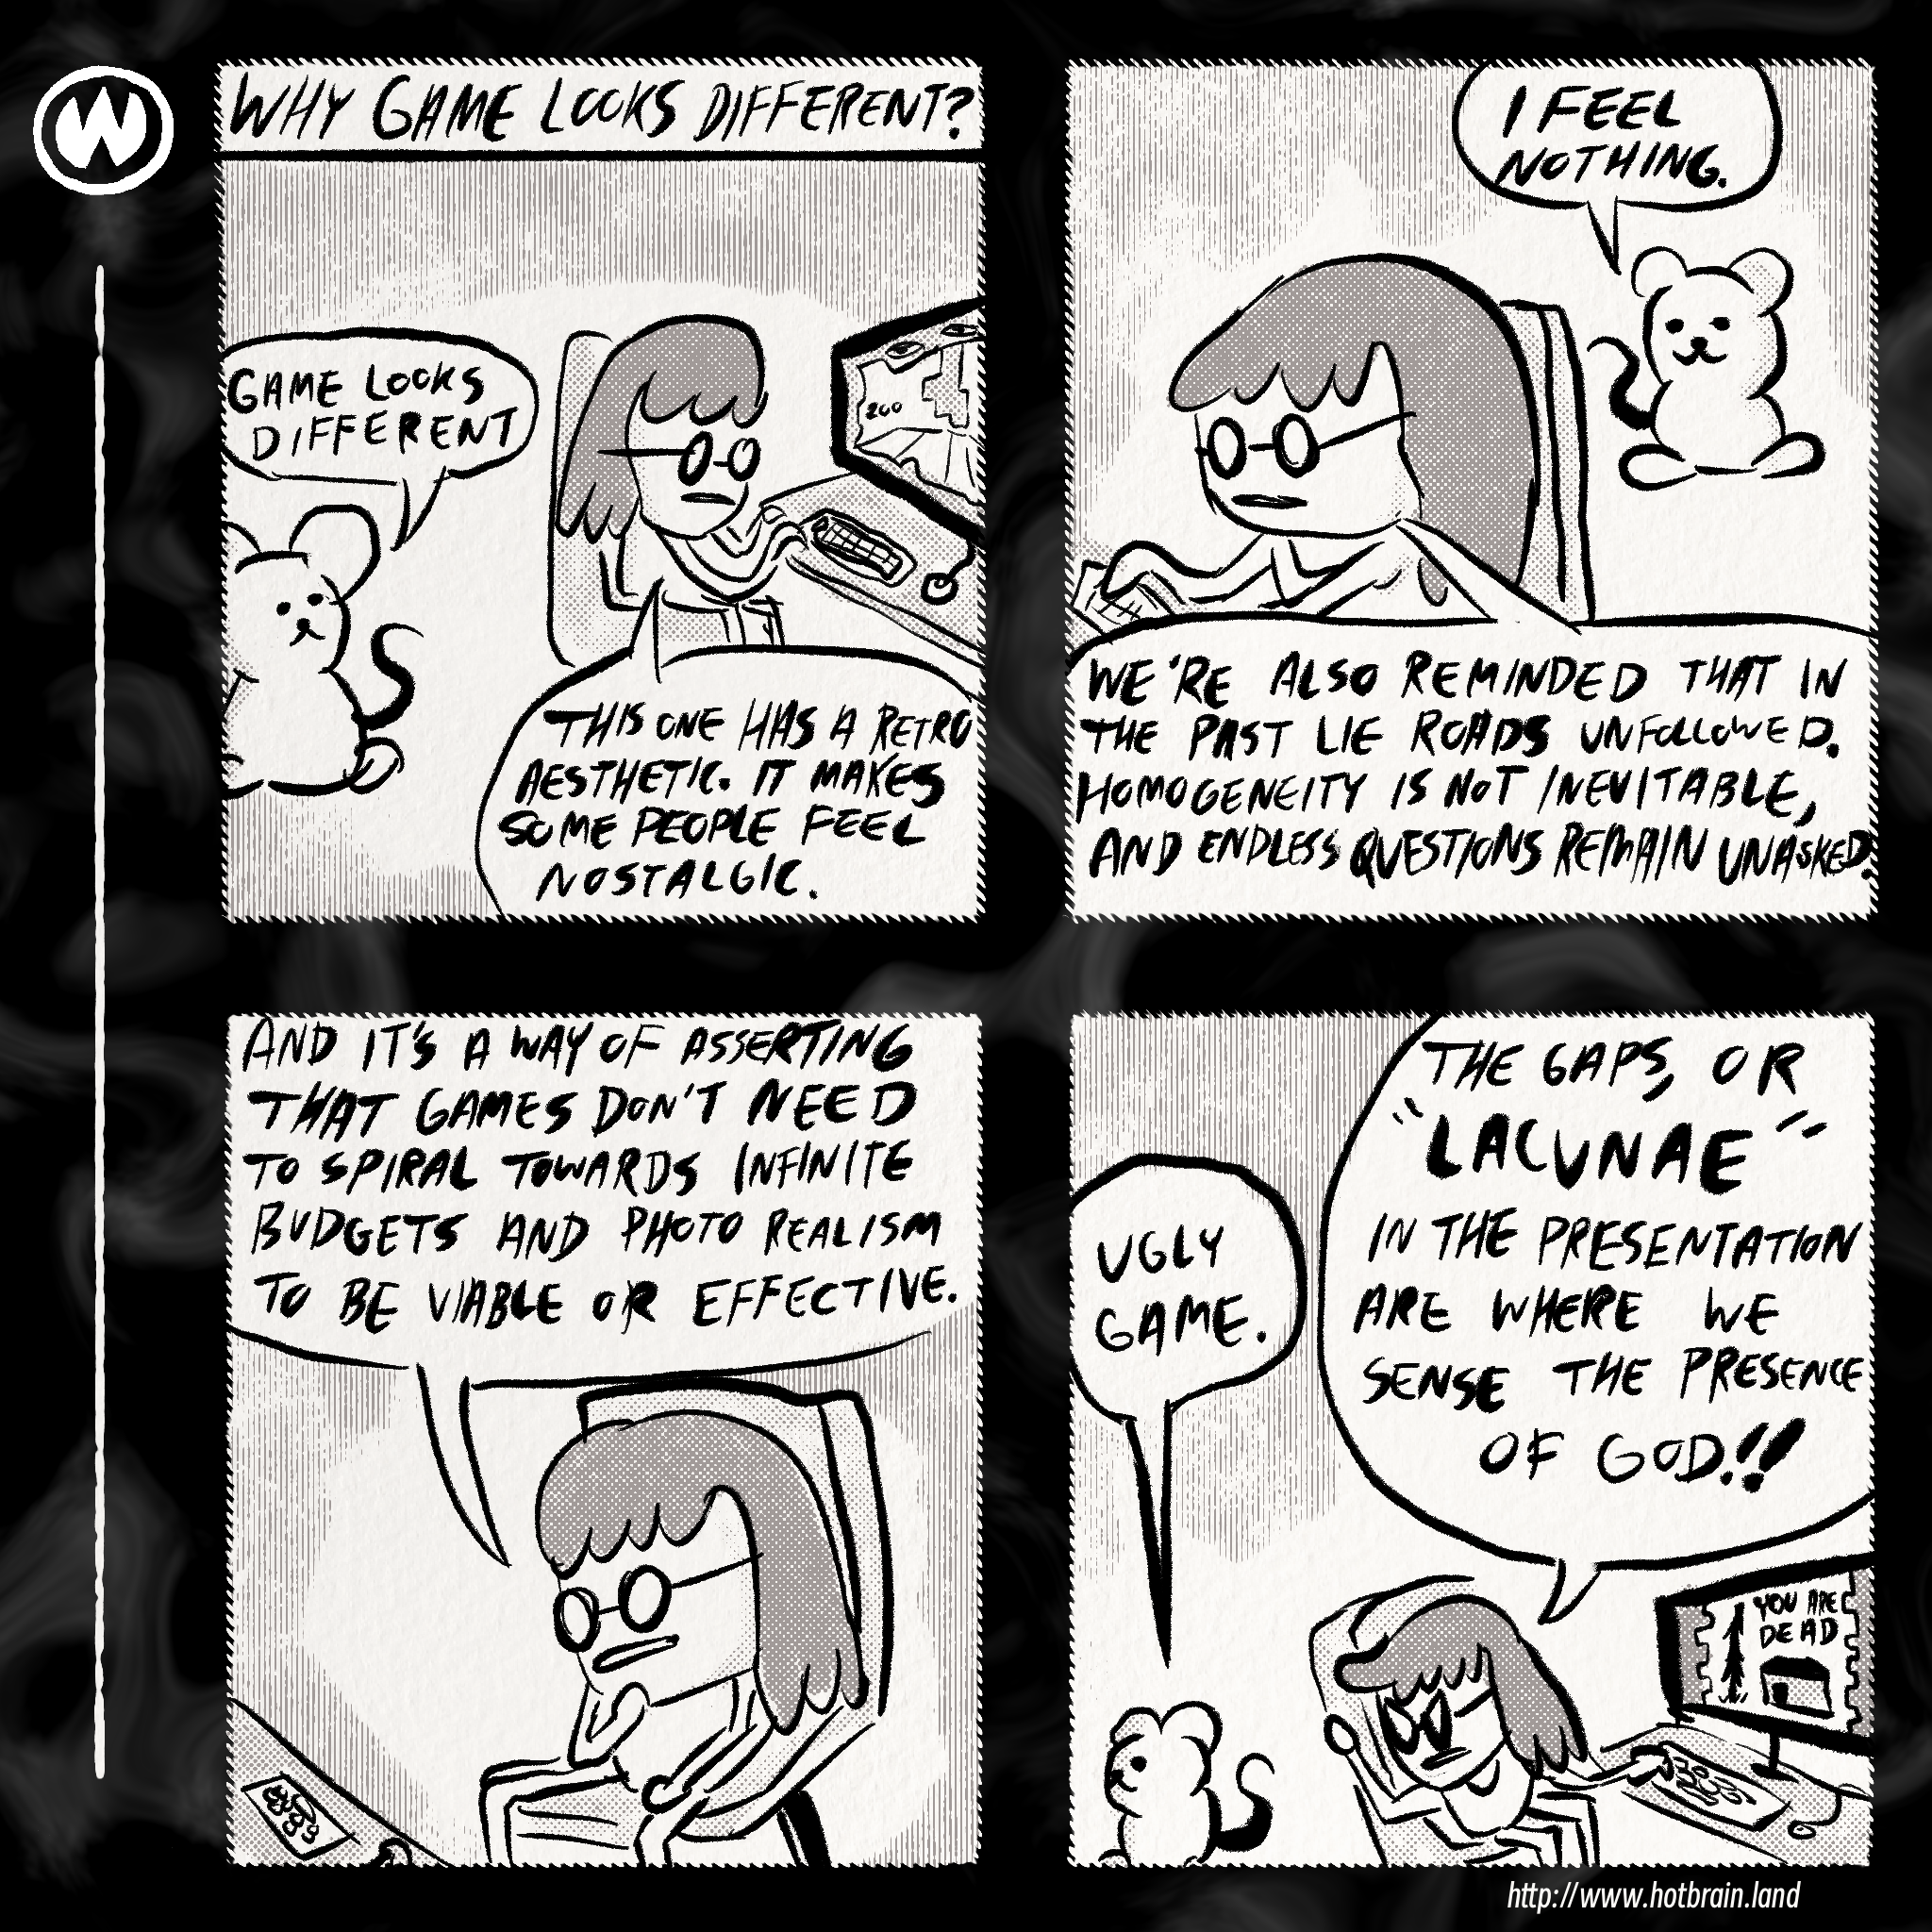 W
WHY GAME LOOKS DIFFERENT?
GAME LOOKS
DIFFERENT
200
THIS ONE HAS A RETRO
AESTHETIC. IT MAKES
SOME PEOPLE FEEL
NOSTALGIC.
I FEEL
NOTHING.
WE'RE ALSO REMINDED THAT IN
THE PAST LIE ROADS UNFOLLOWED.
HOMOGENEITY IS NOT INEVITABLE,
AND ENDLESS QUESTIONS REMAIN UNASKED.
AND IT'S A WAY OF ASSERTING
THAT GAMES DON'T NEED
TO SPIRAL TOWARDS INFINITE
BUDGETS AND PHOTO REALISM
TO BE VIABLE OR EFFECTIVE.
UGLY
GAME.
THE GAPS, OR
"LACUNAE"
IN THE PRESENTATION
ARE WHERE WE
SENSE THE PRESENCE
OF GOD!!
YOU ARE
DEAD
http://www.hotbrain.land